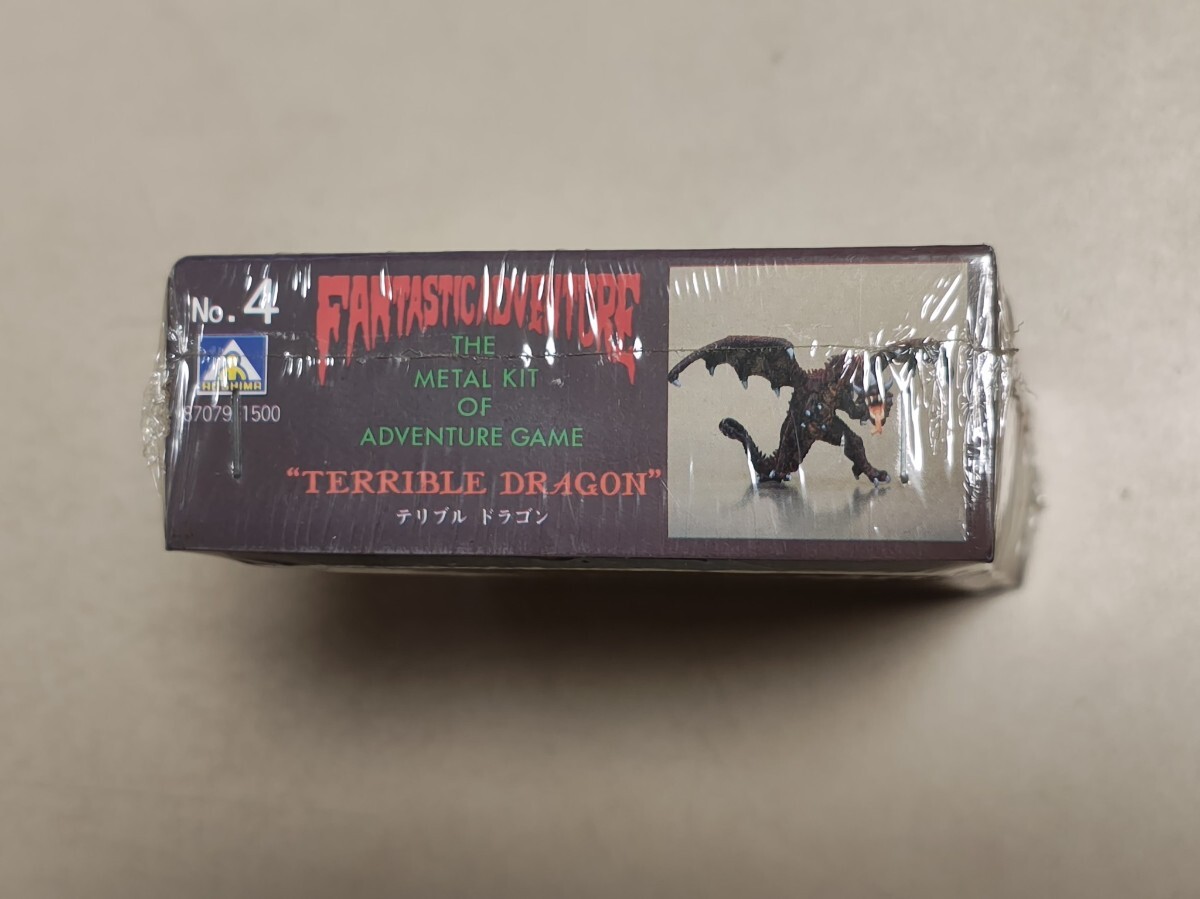 No. 4
87079 1500
FANTASTIC ADVENTURE
THE
METAL KIT
OF
ADVENTURE GAME
“TERRIBLE DRAGON”
テリブル ドラゴン